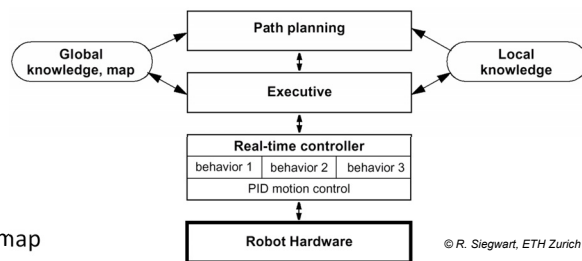 Path planning
Global
knowledge, map
Local
knowledge
Executive
Real-time controller
behavior 1 behavior 2 behavior 3
PID motion control
Robot Hardware
map
© R. Siegwart, ETH Zurich